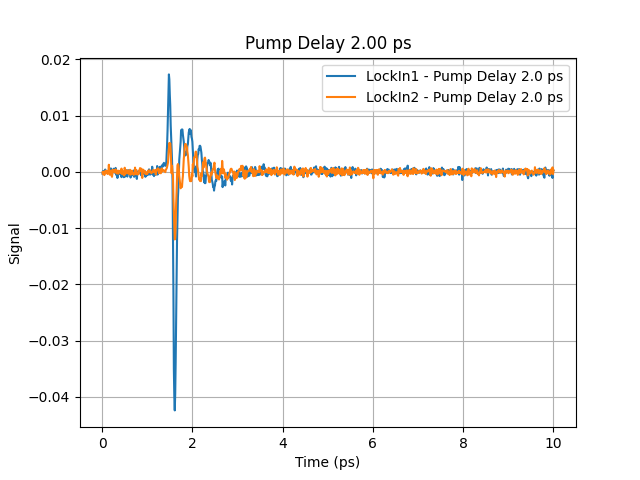 Pump Delay 2.00 ps
LockIn1 - Pump Delay 2.0 ps
LockIn2 - Pump Delay 2.0 ps
0.02
0.01
0.00
−0.01
−0.02
−0.03
−0.04
Signal
0 2 4 6 8 10
Time (ps)